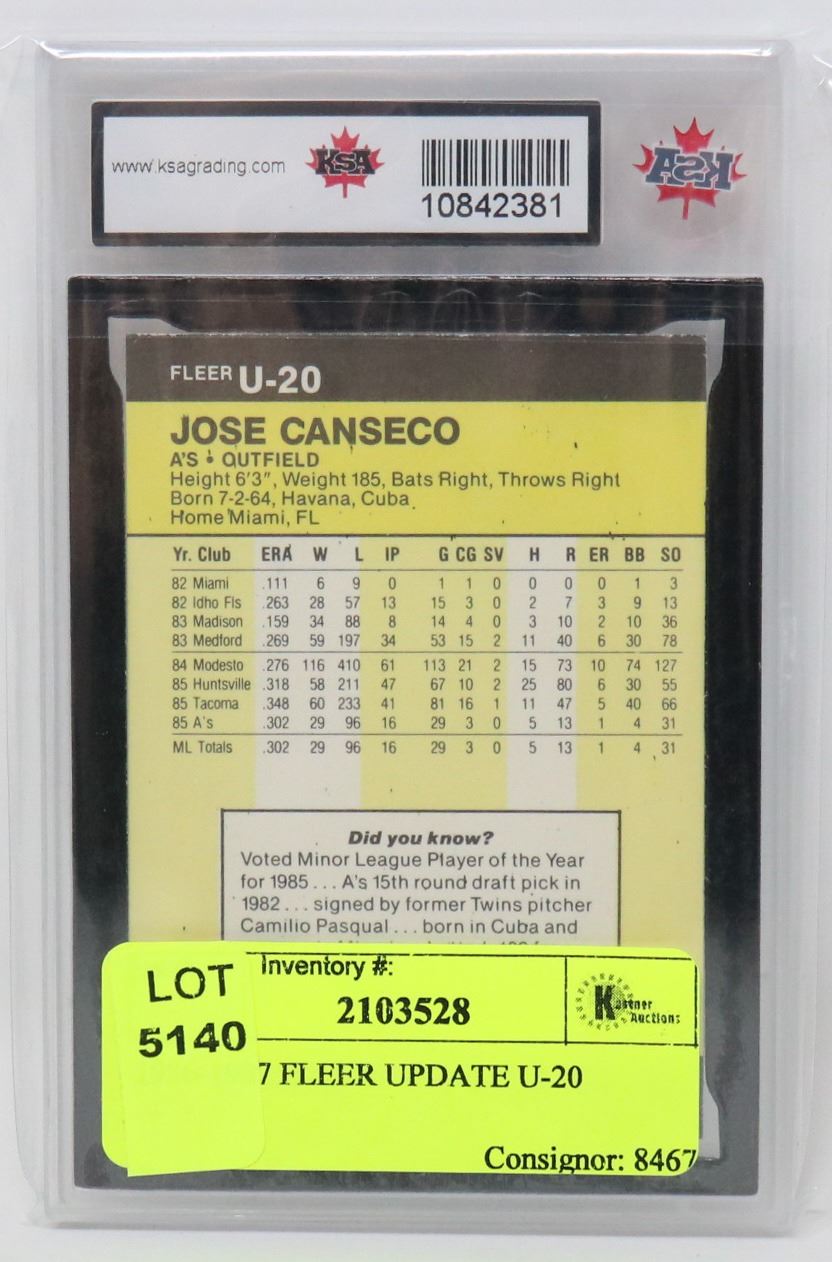 www.ksagrading.com
KSA
10842381
KSA
FLEER U-20
JOSE CANSECO
A'S • OUTFIELD
Height 6'3", Weight 185, Bats Right, Throws Right
Born 7-2-64, Havana, Cuba
Home Miami, FL
Yr. Club ERA W L IP G CG SV H R ER BB SO
82 Miami .111 6 9 0 1 1 0 0 0 0 1 3
82 Idho Fls .263 28 57 13 15 3 0 2 7 3 9 13
83 Madison .159 34 88 8 14 4 0 3 10 2 10 36
83 Medford .269 59 197 34 53 15 2 11 40 6 30 78
84 Modesto .276 116 410 61 113 21 2 15 73 10 74 127
85 Huntsville .318 58 211 47 67 10 2 25 80 6 30 55
85 Tacoma .348 60 233 41 81 16 1 11 47 5 40 66
85 A's .302 29 96 16 29 3 0 5 13 1 4 31
ML Totals .302 29 96 16 29 3 0 5 13 1 4 31
Did you know?
Voted Minor League Player of the Year
for 1985 . . . A's 15th round draft pick in
1982 . . . signed by former Twins pitcher
Camilio Pasqual . . . born in Cuba and
LOT
5140
Inventory #:
2103528
Kastner
Auctions
7 FLEER UPDATE U-20
Consignor: 8467